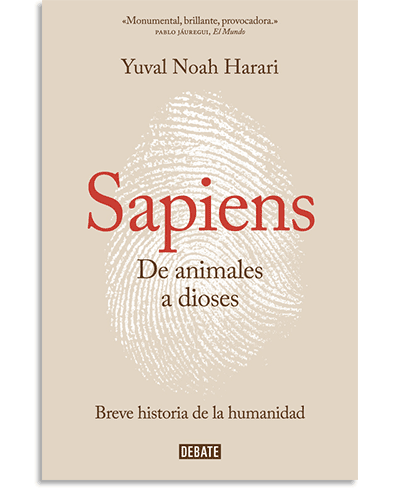 «Monumental, brillante, provocadora.»
PABLO JÁUREGUI, El Mundo
Yuval Noah Harari
Sapiens
De animales
a dioses
Breve historia de la humanidad
DEBATE